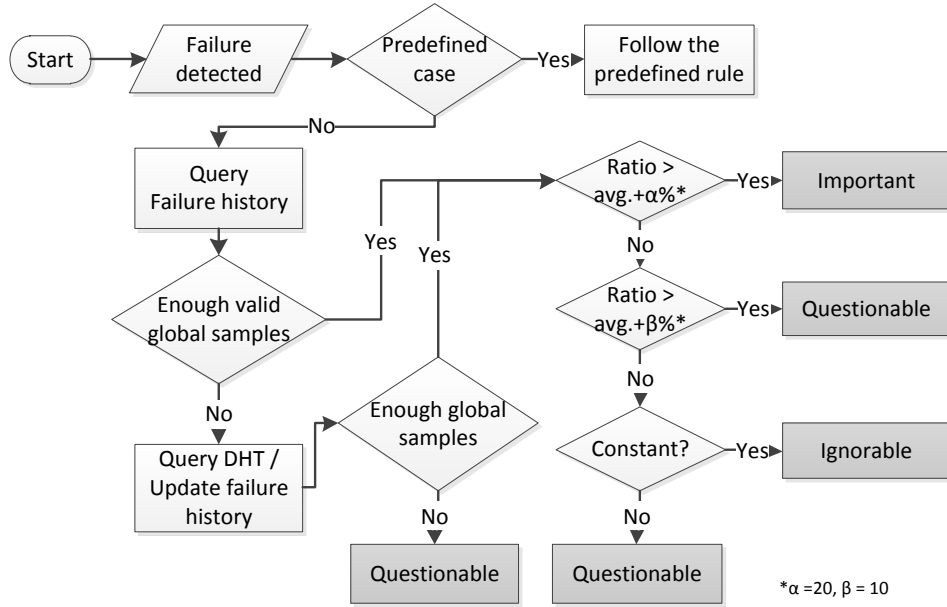 Start
Failure
detected
Predefined
case
Yes
Follow the
predefined rule
No
Query
Failure history
Ratio >
avg.+α%*
Yes
Important
Yes
Yes
No
Enough valid
global samples
Ratio >
avg.+β%*
Yes
Questionable
No
No
Enough global
samples
Constant?
Yes
Ignorable
Query DHT /
Update failure
history
No
No
Questionable
Questionable
*α =20, β = 10